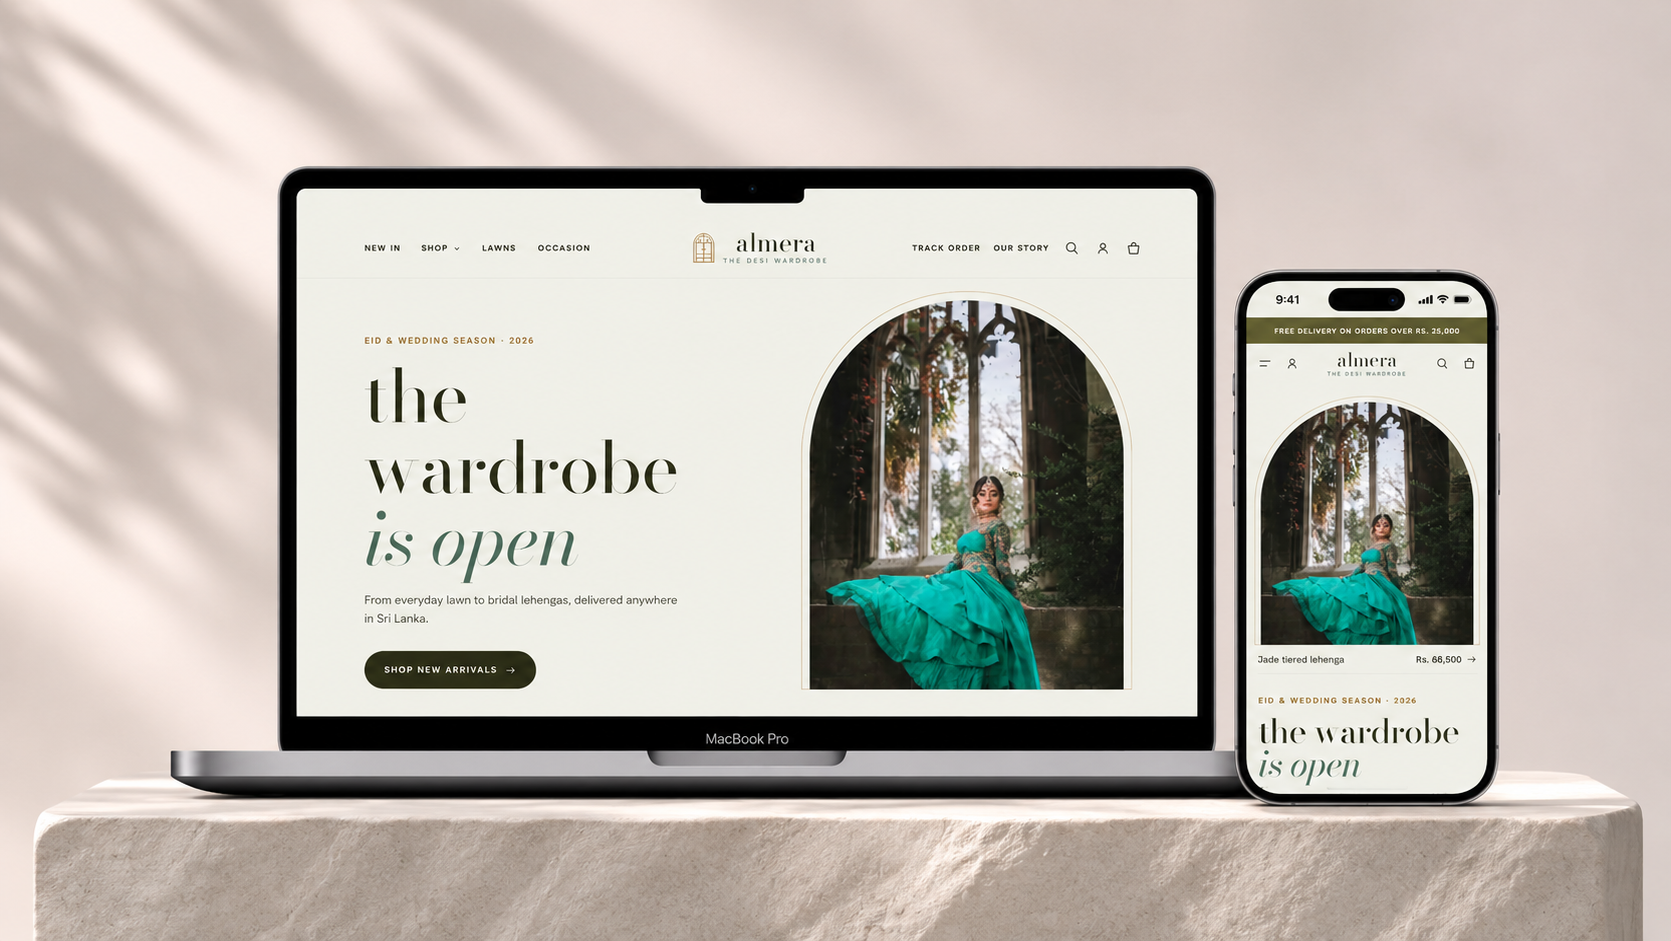 NEW IN SHOP LAWNS OCCASION
almera
THE DESI WARDROBE
TRACK ORDER OUR STORY
EID & WEDDING SEASON · 2026
the
wardrobe
is open
From everyday lawn to bridal lehengas, delivered anywhere
in Sri Lanka.
SHOP NEW ARRIVALS →
MacBook Pro
9:41
FREE DELIVERY ON ORDERS OVER RS. 25,000
almera
THE DESI WARDROBE
Jade tiered lehenga Rs. 66,500 →
EID & WEDDING SEASON · 2026
the wardrobe
is open